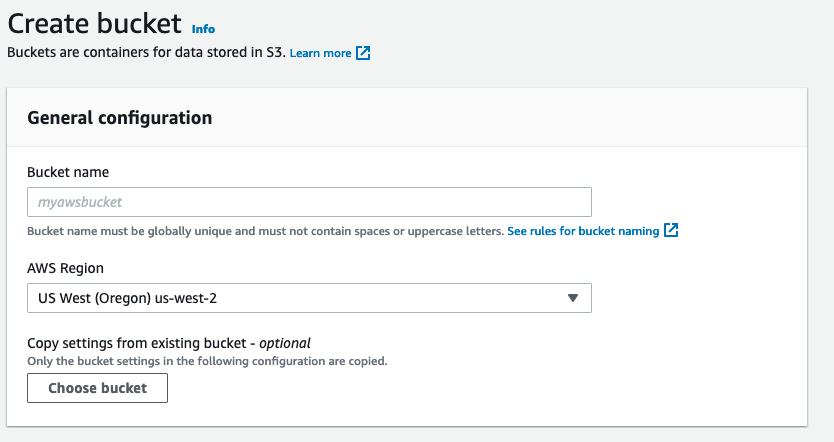 Create bucket Info
Buckets are containers for data stored in S3. Learn more
General configuration
Bucket name
myawsbucket
Bucket name must be globally unique and must not contain spaces or uppercase letters. See rules for bucket naming
AWS Region
US West (Oregon) us-west-2
Copy settings from existing bucket - optional
Only the bucket settings in the following configuration are copied.
Choose bucket